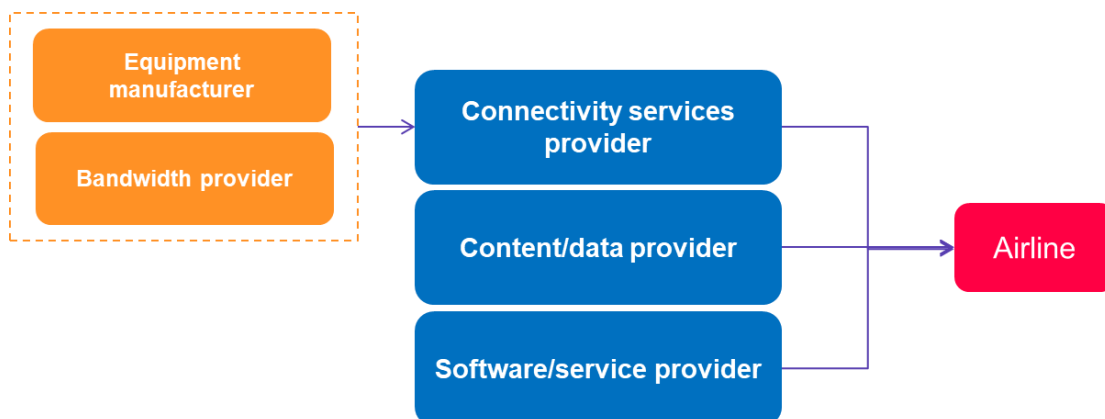 Equipment
manufacturer
Bandwidth provider
Connectivity services
provider
Content/data provider
Software/service provider
Airline